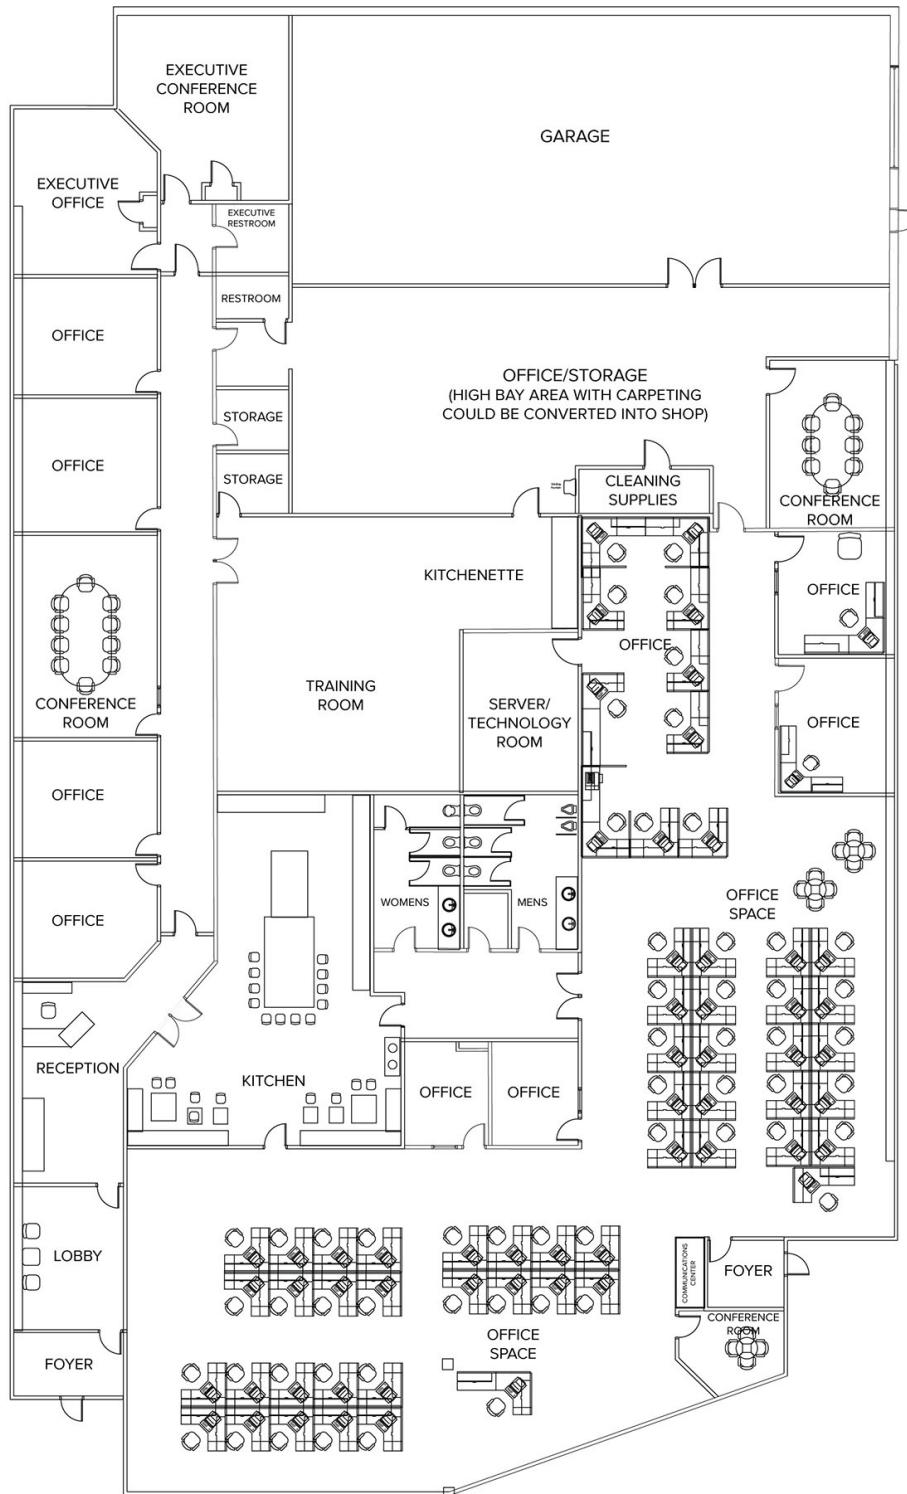 EXECUTIVE
CONFERENCE
ROOM
GARAGE
EXECUTIVE
OFFICE
EXECUTIVE
RESTROOM
RESTROOM
OFFICE
OFFICE/STORAGE
(HIGH BAY AREA WITH CARPETING
COULD BE CONVERTED INTO SHOP)
STORAGE
OFFICE
STORAGE
CLEANING
SUPPLIES
CONFERENCE
ROOM
KITCHENETTE
OFFICE
OFFICE
CONFERENCE
ROOM
TRAINING
ROOM
SERVER/
TECHNOLOGY
ROOM
OFFICE
OFFICE
OFFICE
WOMENS
MENS
OFFICE
SPACE
RECEPTION
KITCHEN
OFFICE
OFFICE
LOBBY
COMMUNICATIONS
CENTER
FOYER
CONFERENCE
ROOM
OFFICE
SPACE
FOYER